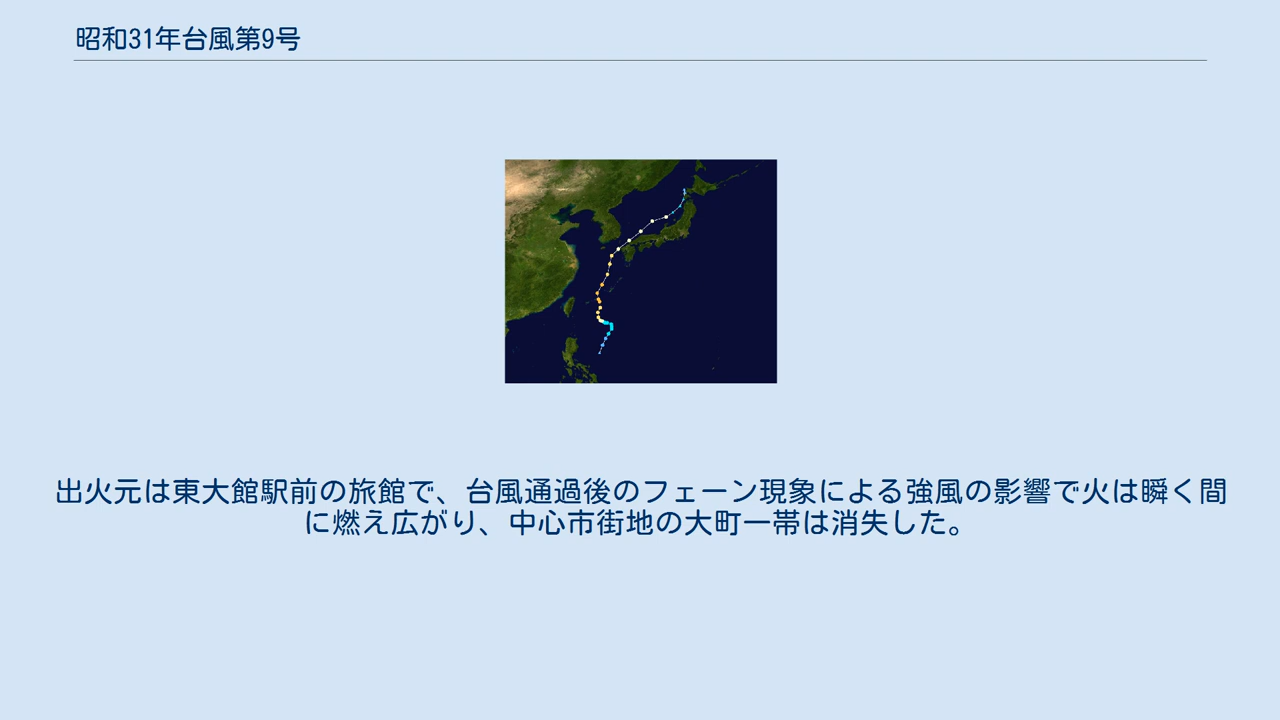 昭和31年台風第9号
出火元は東大館駅前の旅館で、台風通過後のフェーン現象による強風の影響で火は瞬く間
に燃え広がり、中心市街地の大町一帯は消失した。